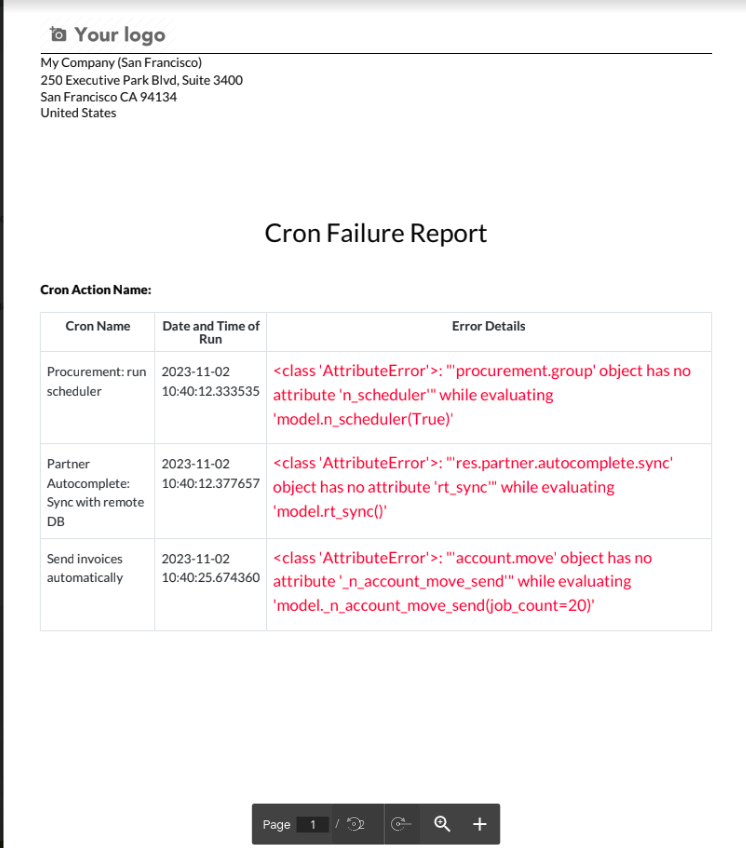 Your logo
My Company (San Francisco)
250 Executive Park Blvd, Suite 3400
San Francisco CA 94134
United States
Cron Failure Report
Cron Action Name:
Cron Name
Date and Time of
Run
Error Details
Procurement: run
scheduler
2023-11-02
10:40:12.333535
<class 'AttributeError'>: "'procurement.group' object has no
attribute 'n_scheduler'" while evaluating
'model.n_scheduler(True)'
Partner
Autocomplete:
Sync with remote
DB
2023-11-02
10:40:12.377657
<class 'AttributeError'>: "'res.partner.autocomplete.sync'
object has no attribute 'rt_sync'" while evaluating
'model.rt_sync()'
Send invoices
automatically
2023-11-02
10:40:25.674360
<class 'AttributeError'>: "'account.move' object has no
attribute '_n_account_move_send'" while evaluating
'model._n_account_move_send(job_count=20)'
Page 1 /